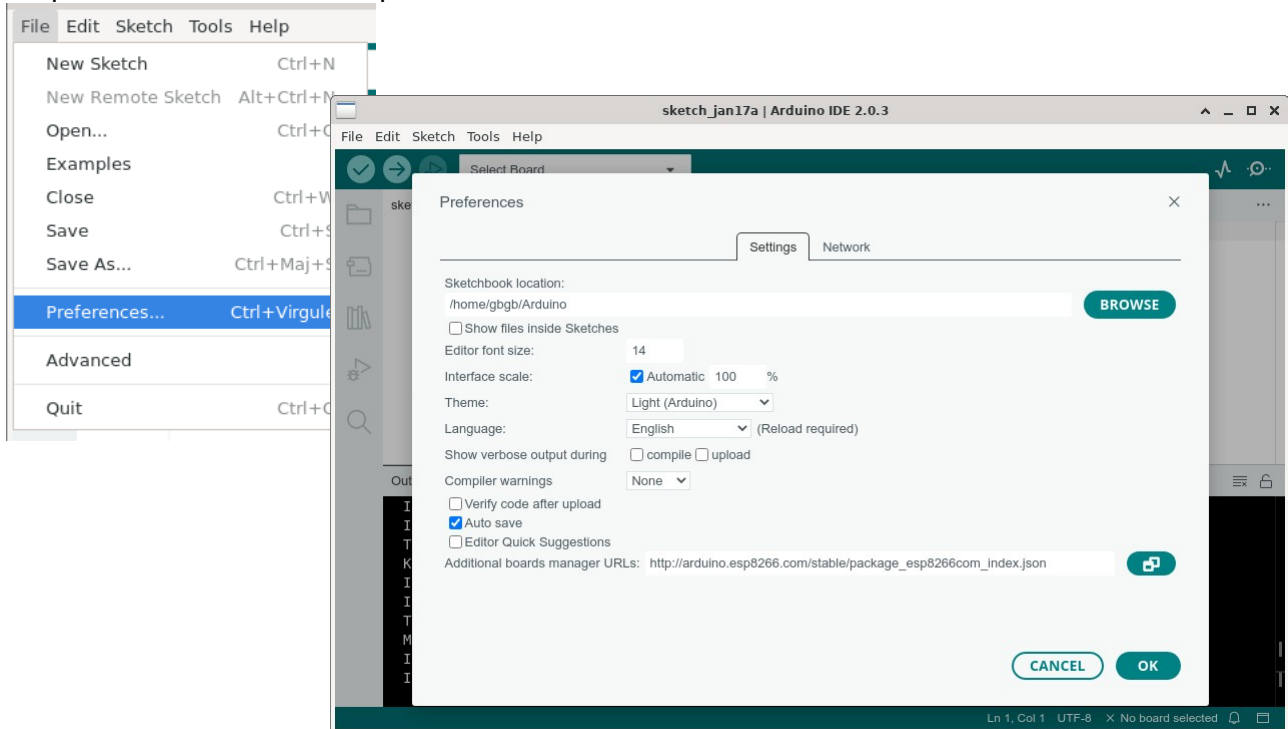 File Edit Sketch Tools Help
New Sketch Ctrl+N
New Remote Sketch Alt+Ctrl+N
Open... Ctrl+
Examples
Close Ctrl+W
Save Ctrl+S
Save As... Ctrl+Maj+S
Preferences... Ctrl+Virgule
Advanced
Quit Ctrl+
sketch_jan17a | Arduino IDE 2.0.3
File Edit Sketch Tools Help
Select Board
ske
Preferences
Settings Network
Sketchbook location:
/home/gbgb/Arduino
BROWSE
Show files inside Sketches
Editor font size: 14
Interface scale: Automatic 100 %
Theme: Light (Arduino)
Language: English (Reload required)
Show verbose output during compile upload
Out
Compiler warnings None
Verify code after upload
Auto save
Editor Quick Suggestions
Additional boards manager URLs: http://arduino.esp8266.com/stable/package_esp8266com_index.json
I
I
T
K
I
I
T
M
I
I
CANCEL OK
Ln 1, Col 1 UTF-8 No board selected